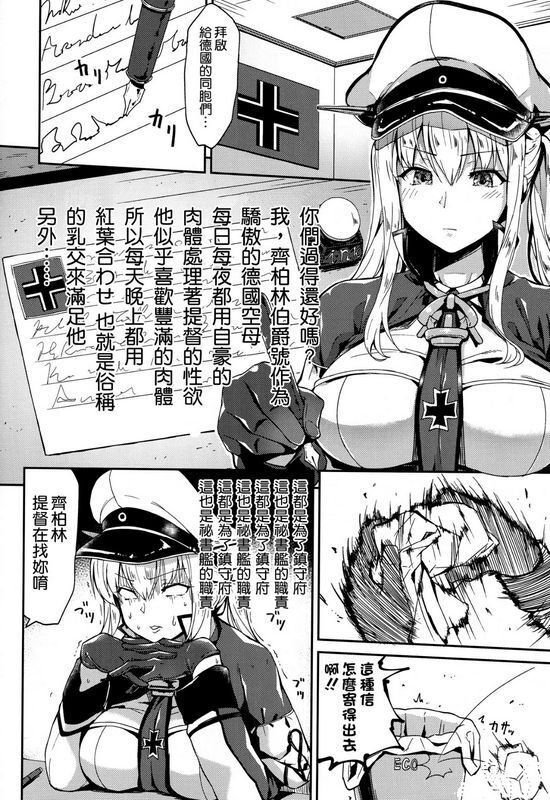 拜啟
給德國的同胞們…
你們過得還好嗎？
我，齊柏林伯爵號作為
驕傲的德國空母
每日每夜都用自豪的
肉體處理著提督的性欲
他似乎喜歡豐滿的肉體
所以每天晚上都用
紅葉合わせ 也就是俗稱
的乳交來滿足他
另外……
這種信
怎麼寄得出去
啊!!
ECO
這都是為了鎮守府
這也是祕書艦的職責
這都是為了鎮守府
這也是祕書艦的職責
這都是為了鎮守府
這也是祕書艦的職責
ブツ
ブツ
齊柏林
提督在找妳唷